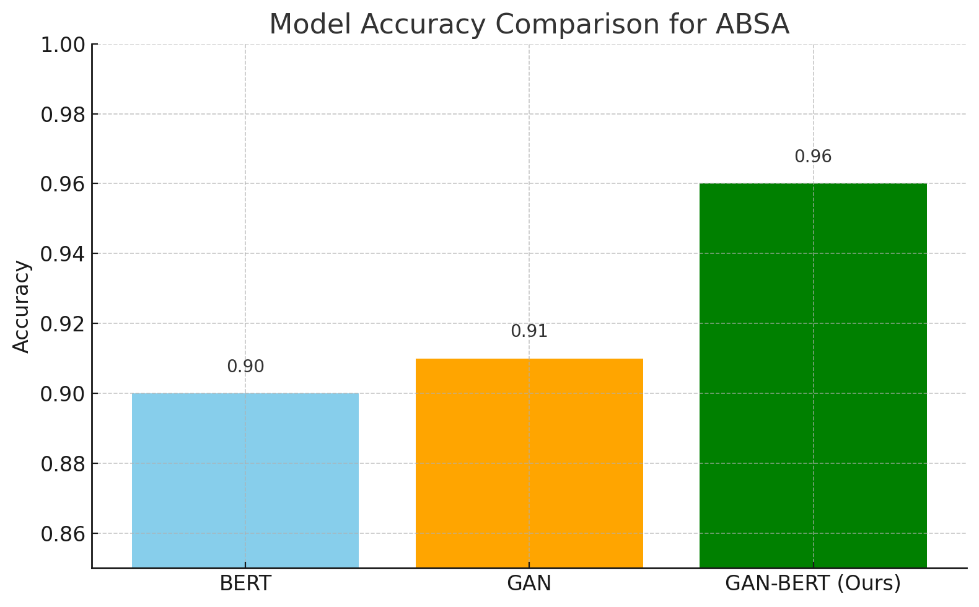 Model Accuracy Comparison for ABSA
1.00
0.98
0.96
0.94
0.92
0.90
0.88
0.86
Accuracy
0.90
0.91
0.96
BERT
GAN
GAN-BERT (Ours)